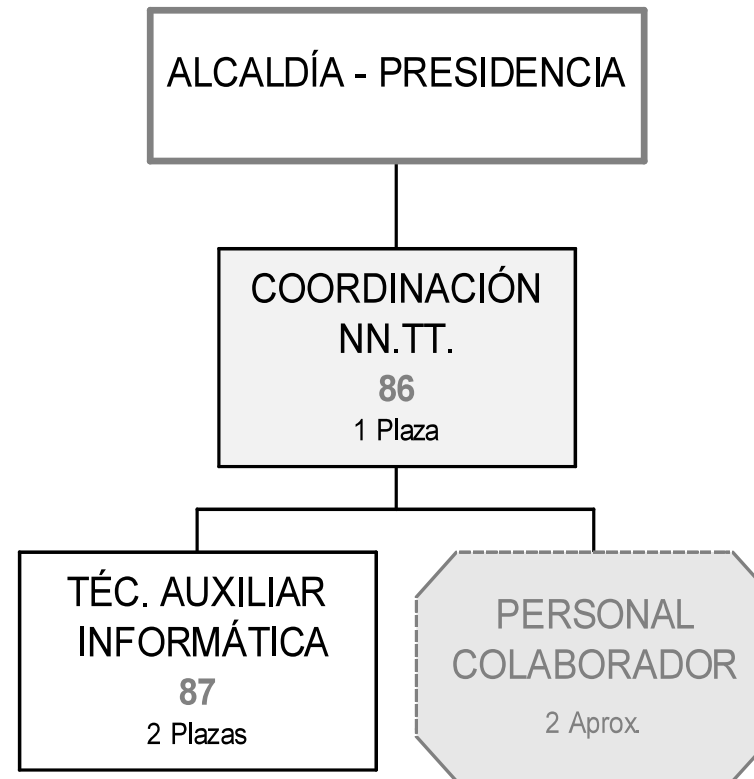 ALCALDÍA - PRESIDENCIA
COORDINACIÓN
NN.TT.
86
1 Plaza
TÉC. AUXILIAR
INFORMÁTICA
87
2 Plazas
PERSONAL
COLABORADOR
2 Aprox.